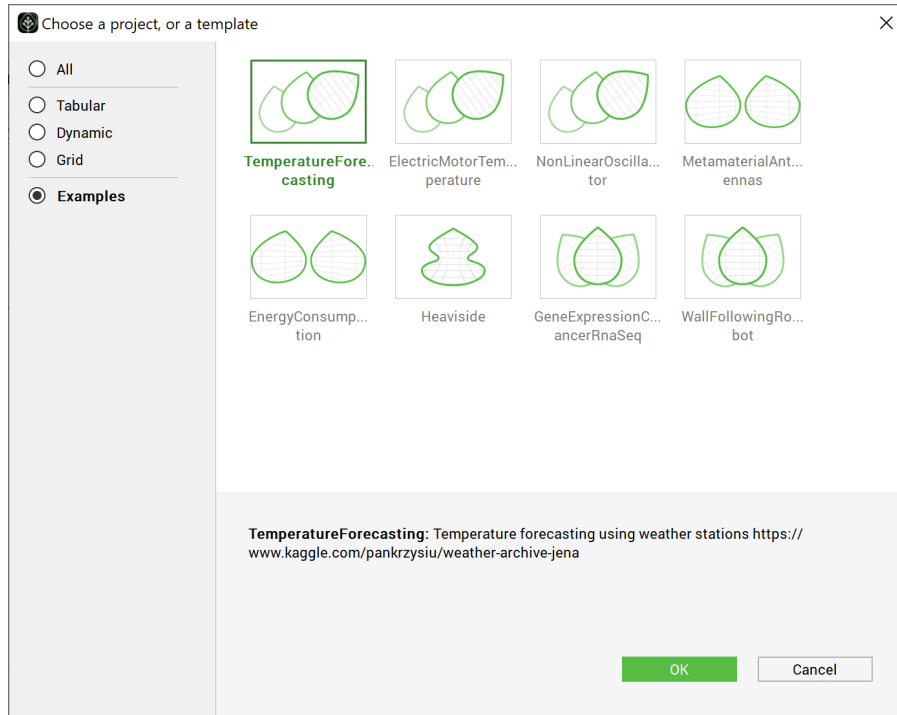 Choose a project, or a template
All
Tabular
Dynamic
Grid
Examples
TemperatureFore..
casting
ElectricMotorTem...
perature
NonLinearOscilla...
tor
MetamaterialAnt...
ennas
EnergyConsump...
tion
Heaviside
GeneExpressionC...
ancerRnaSeq
WallFollowingRo...
bot
TemperatureForecasting: Temperature forecasting using weather stations https://
www.kaggle.com/pankrzysiu/weather-archive-jena
OK
Cancel